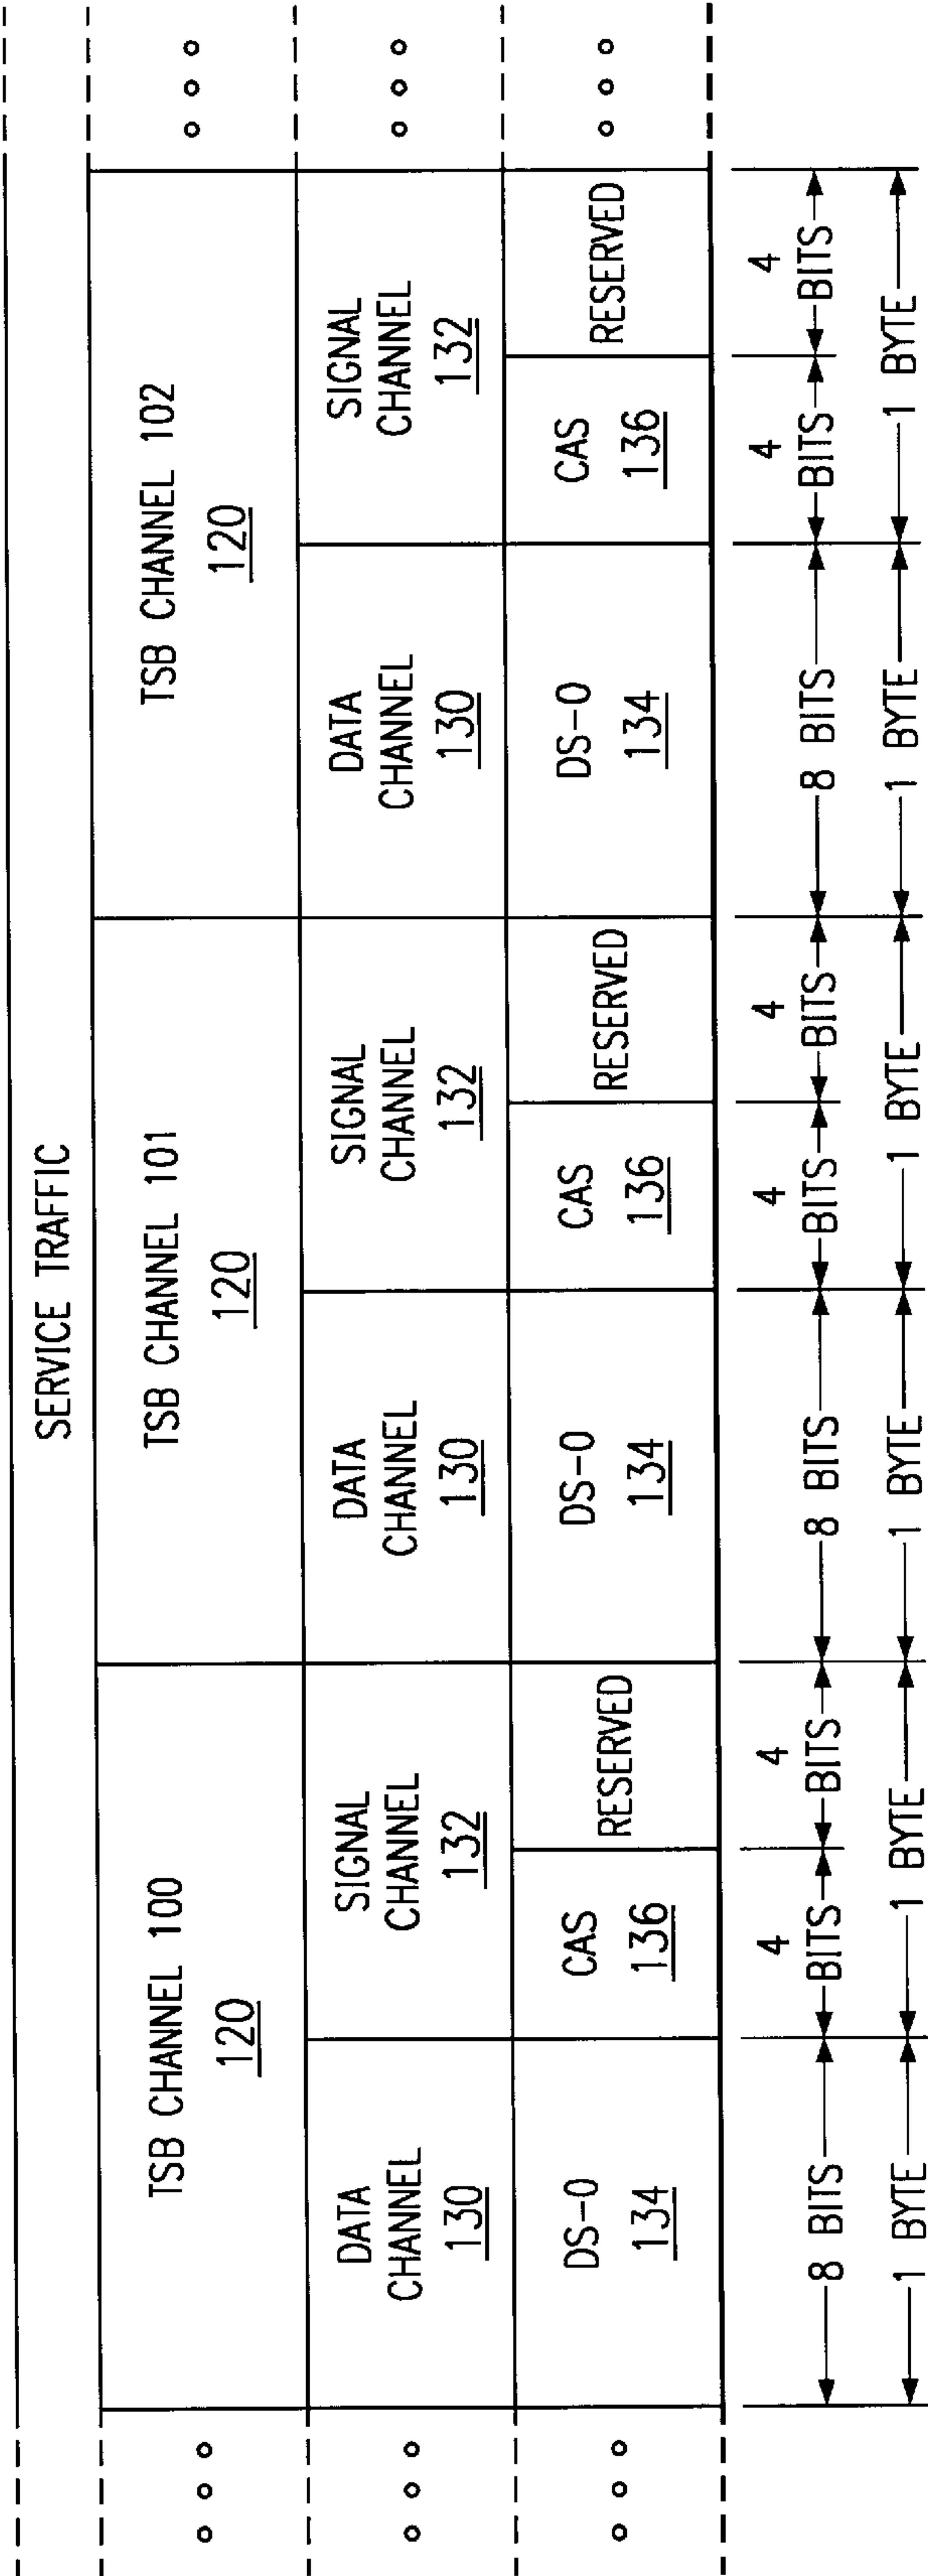 SERVICE TRAFFIC
TSB CHANNEL 100
120
TSB CHANNEL 101
120
TSB CHANNEL 102
120
DATA
CHANNEL
130
SIGNAL
CHANNEL
132
DATA
CHANNEL
130
SIGNAL
CHANNEL
132
DATA
CHANNEL
130
SIGNAL
CHANNEL
132
DS-0
134
CAS
136
RESERVED
DS-0
134
CAS
136
RESERVED
DS-0
134
CAS
136
RESERVED
8 BITS
4
BITS
4
BITS
8 BITS
4
BITS
4
BITS
8 BITS
4
BITS
4
BITS
1 BYTE
1 BYTE
1 BYTE
1 BYTE
1 BYTE
1 BYTE